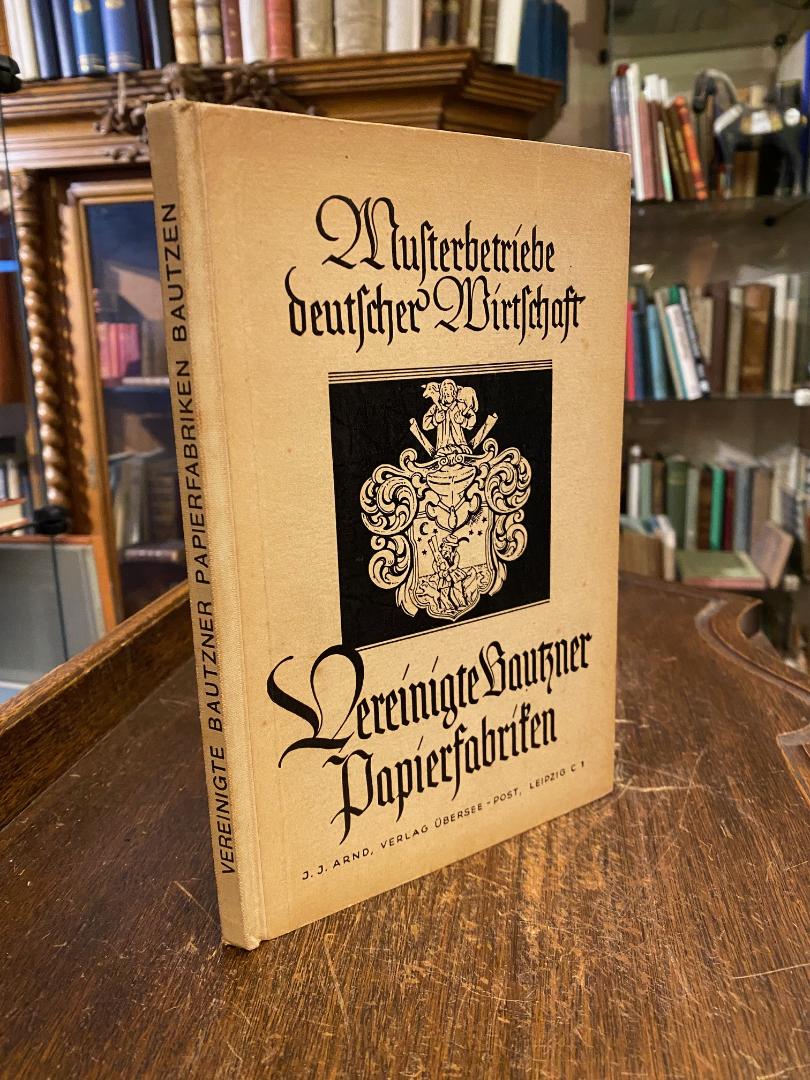 VEREINIGTE BAUTZNER PAPIERFABRIKEN BAUTZEN
Muſterbetriebe
deutſcher Wirtſchaft
Vereinigte Bautzner
Papierfabriken
J. J. ARND, VERLAG ÜBERSEE-POST, LEIPZIG C 1